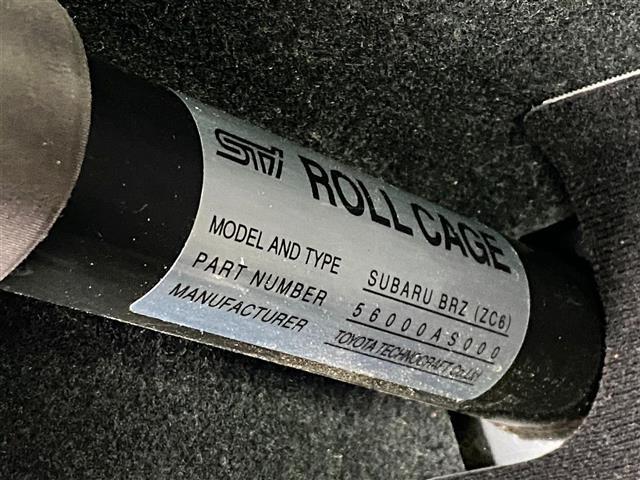 STI ROLL CAGE
MODEL AND TYPE SUBARU BRZ (ZC6)
PART NUMBER 56000AS000
MANUFACTURER TOYOTA TECHNOCRAFT Co.,Ltd